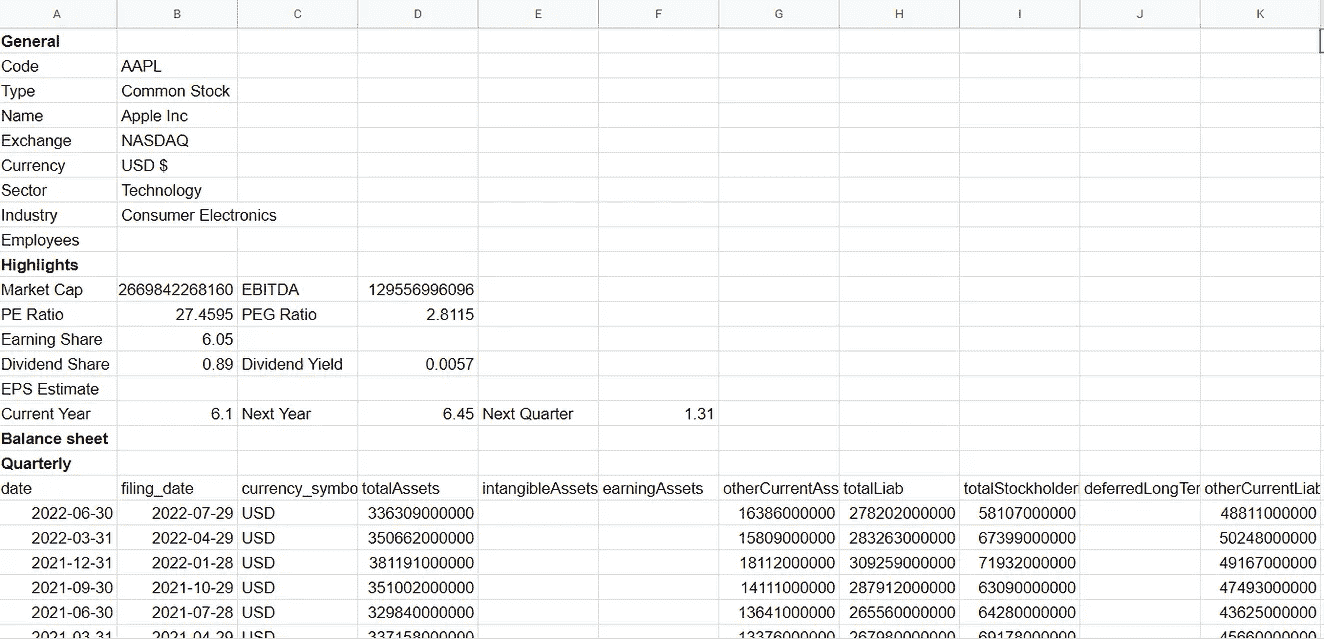 A B C D E F G H I J K
General
Code AAPL
Type Common Stock
Name Apple Inc
Exchange NASDAQ
Currency USD $
Sector Technology
Industry Consumer Electronics
Employees
Highlights
Market Cap 2669842268160 EBITDA 129556996096
PE Ratio 27.4595 PEG Ratio 2.8115
Earning Share 6.05
Dividend Share 0.89 Dividend Yield 0.0057
EPS Estimate
Current Year 6.1 Next Year 6.45 Next Quarter 1.31
Balance sheet
Quarterly
date filing_date currency_symbo totalAssets intangibleAssets earningAssets otherCurrentAss totalLiab totalStockholder deferredLongTer otherCurrentLiab
2022-06-30 2022-07-29 USD 336309000000 16386000000 278202000000 58107000000 48811000000
2022-03-31 2022-04-29 USD 350662000000 15809000000 283263000000 67399000000 50248000000
2021-12-31 2022-01-28 USD 381191000000 18112000000 309259000000 71932000000 49167000000
2021-09-30 2021-10-29 USD 351002000000 14111000000 287912000000 63090000000 47493000000
2021-06-30 2021-07-28 USD 329840000000 13641000000 265560000000 64280000000 43625000000
2021-03-31 2021-04-29 USD 337158000000 13376000000 267980000000 69178000000 45660000000